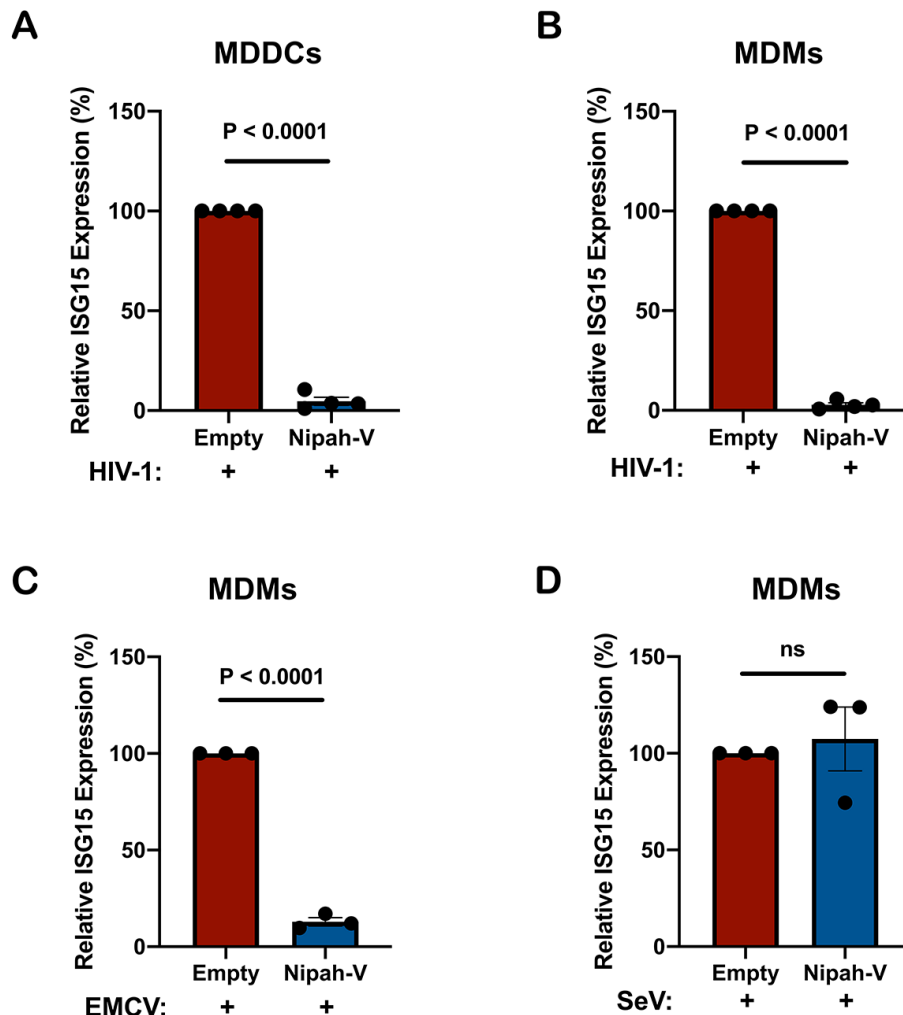 A
MDDCs
Relative ISG15 Expression (%)
150
100
50
0
P < 0.0001
Empty Nipah-V
HIV-1: + +
B
MDMs
Relative ISG15 Expression (%)
150
100
50
0
P < 0.0001
Empty Nipah-V
HIV-1: + +
C
MDMs
Relative ISG15 Expression (%)
150
100
50
0
P < 0.0001
Empty Nipah-V
EMCV: + +
D
MDMs
Relative ISG15 Expression (%)
150
100
50
0
ns
Empty Nipah-V
SeV: + +